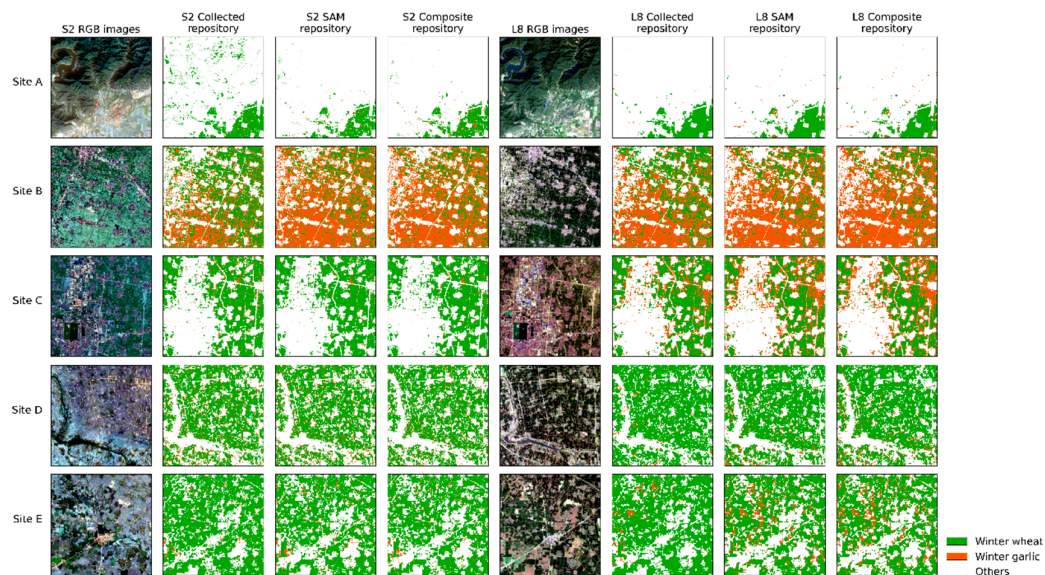 S2 RGB images
S2 Collected
repository
S2 SAM
repository
S2 Composite
repository
L8 RGB images
L8 Collected
repository
L8 SAM
repository
L8 Composite
repository
Site A
Site B
Site C
Site D
Site E
Winter wheat
Winter garlic
Others